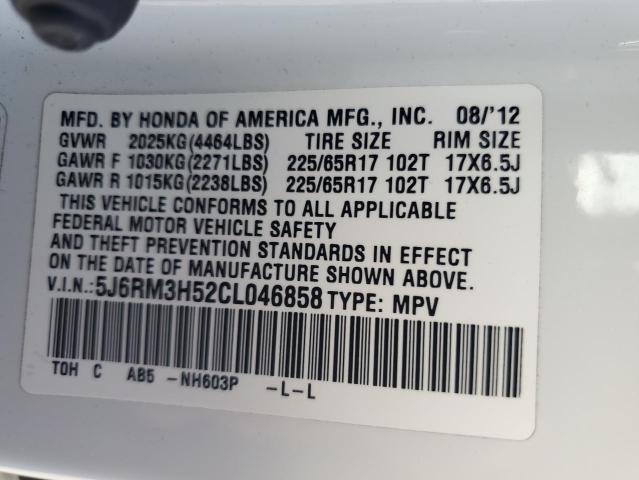 MFD. BY HONDA OF AMERICA MFG., INC. 08/'12
GVWR 2025KG(4464LBS) TIRE SIZE RIM SIZE
GAWR F 1030KG(2271LBS) 225/65R17 102T 17X6.5J
GAWR R 1015KG(2238LBS) 225/65R17 102T 17X6.5J
THIS VEHICLE CONFORMS TO ALL APPLICABLE
FEDERAL MOTOR VEHICLE SAFETY
AND THEFT PREVENTION STANDARDS IN EFFECT
ON THE DATE OF MANUFACTURE SHOWN ABOVE.
V.I.N.:5J6RM3H52CL046858 TYPE: MPV
TOH C AB5 -NH603P -L-L